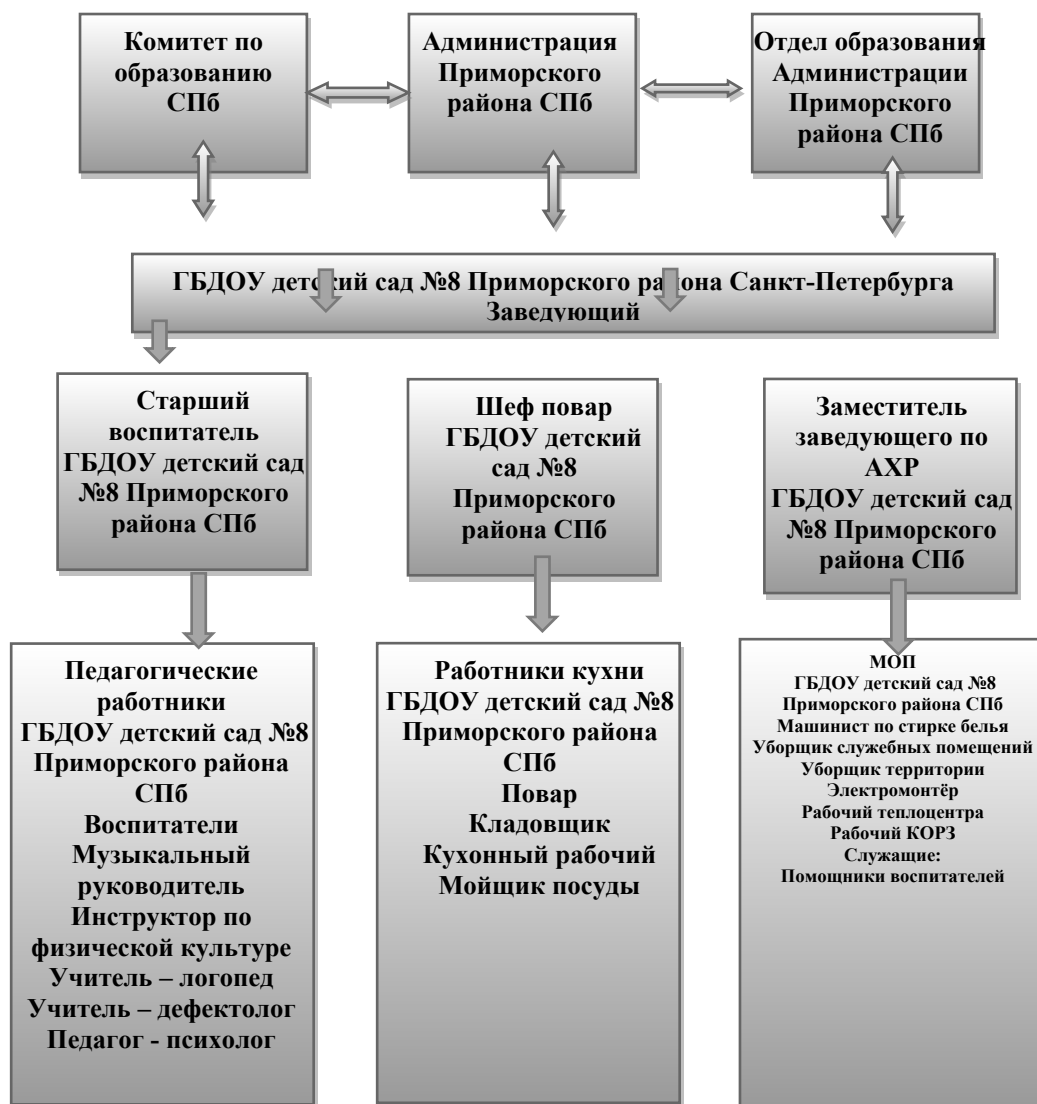 Комитет по
образованию
СПб
Администрация
Приморского
района СПб
Отдел образования
Администрации
Приморского
района СПб
ГБДОУ детский сад №8 Приморского района Санкт-Петербурга
Заведующий
Старший
воспитатель
ГБДОУ детский сад
№8 Приморского
района СПб
Шеф повар
ГБДОУ детский
сад №8
Приморского
района СПб
Заместитель
заведующего по
АХР
ГБДОУ детский сад
№8 Приморского
района СПб
Педагогические
работники
ГБДОУ детский сад №8
Приморского района
СПб
Воспитатели
Музыкальный
руководитель
Инструктор по
физической культуре
Учитель – логопед
Учитель – дефектолог
Педагог - психолог
Работники кухни
ГБДОУ детский сад №8
Приморского района
СПб
Повар
Кладовщик
Кухонный рабочий
Мойщик посуды
МОП
ГБДОУ детский сад №8
Приморского района СПб
Машинист по стирке белья
Уборщик служебных помещений
Уборщик территории
Электромонтёр
Рабочий теплоцентра
Рабочий КОРЗ
Служащие:
Помощники воспитателей